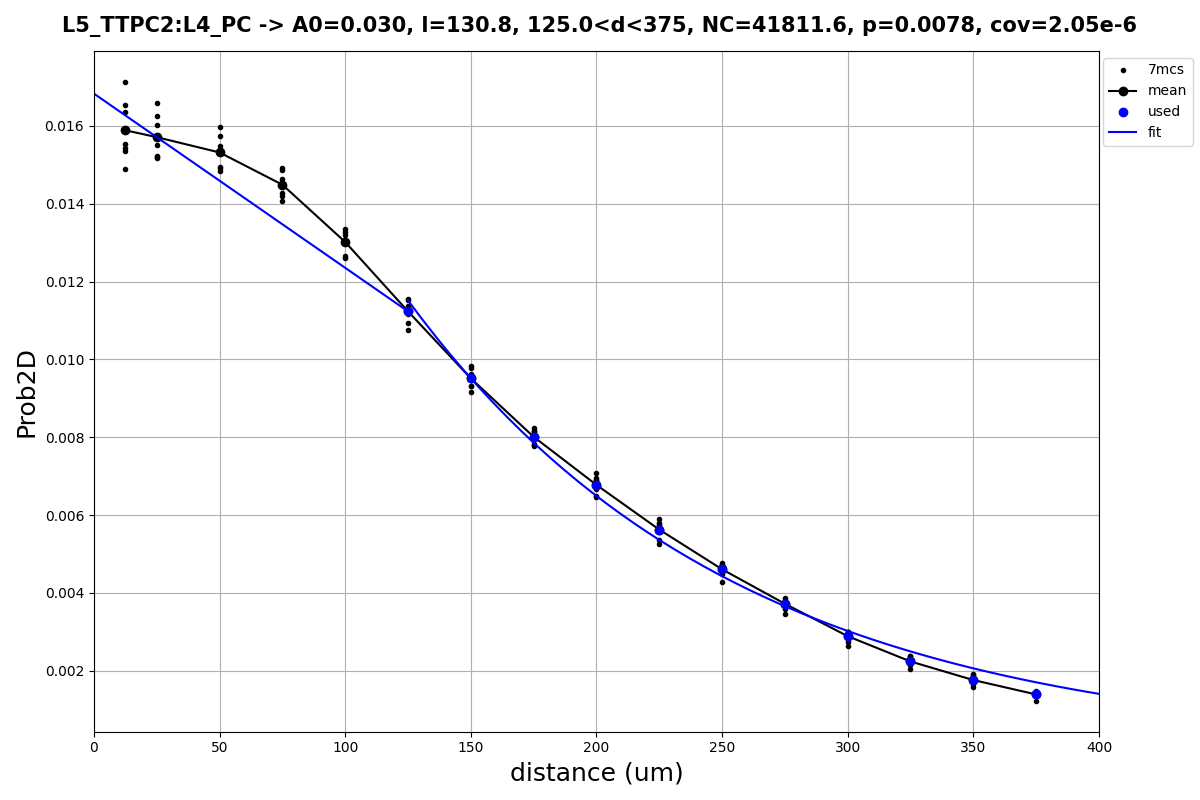 L5_TTPC2:L4_PC -> A0=0.030, l=130.8, 125.0<d<375, NC=41811.6, p=0.0078, cov=2.05e-6
7mcs
mean
used
fit
0.016
0.014
0.012
0.010
0.008
0.006
0.004
0.002
Prob2D
0 50 100 150 200 250 300 350 400
distance (um)